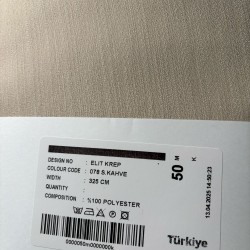 DESIGN NO : ELIT KREP
COLOUR CODE : 078 S.KAHVE
WIDTH : 325 CM
QUANTITY :
COMPOSITION : %100 POLYESTER
50 M
K
13.04.2025 14:50:23
Türkiye